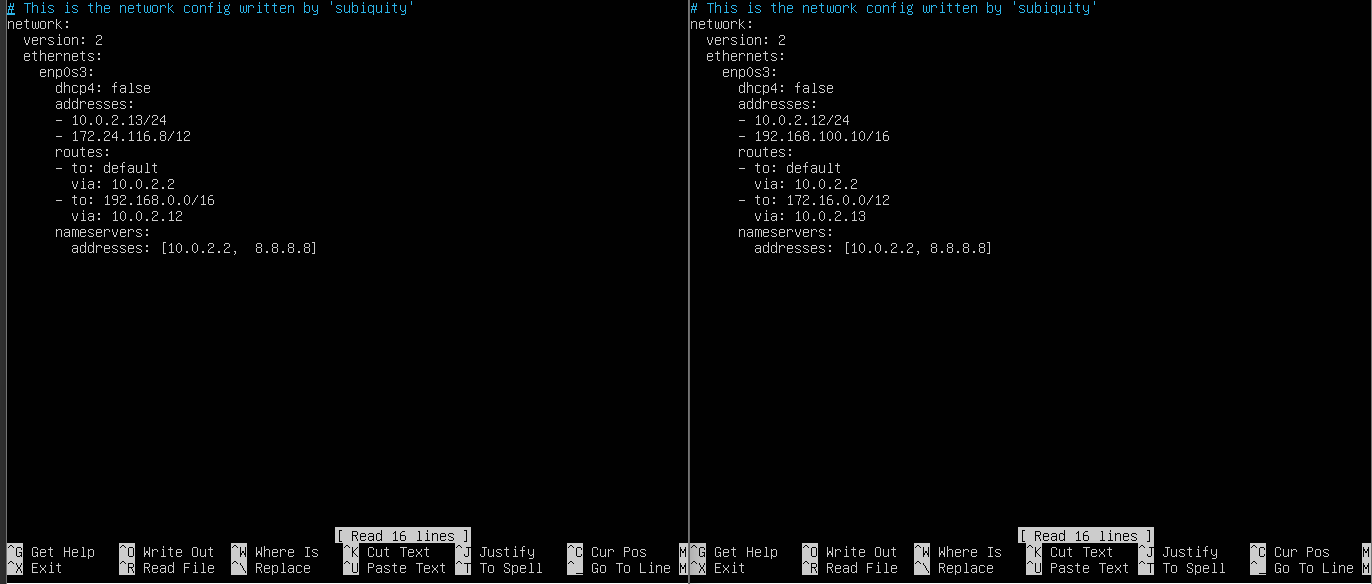 # This is the network config written by 'subiquity'
network:
  version: 2
  ethernets:
    enp0s3:
      dhcp4: false
      addresses:
      - 10.0.2.13/24
      - 172.24.116.8/12
      routes:
      - to: default
        via: 10.0.2.2
      - to: 192.168.0.0/16
        via: 10.0.2.12
      nameservers:
        addresses: [10.0.2.2,  8.8.8.8]
[ Read 16 lines ]
^G Get Help   ^O Write Out  ^W Where Is   ^K Cut Text   ^J Justify    ^C Cur Pos    M
^X Exit       ^R Read File  ^\ Replace    ^U Paste Text ^T To Spell   ^_ Go To Line M
# This is the network config written by 'subiquity'
network:
  version: 2
  ethernets:
    enp0s3:
      dhcp4: false
      addresses:
      - 10.0.2.12/24
      - 192.168.100.10/16
      routes:
      - to: default
        via: 10.0.2.2
      - to: 172.16.0.0/12
        via: 10.0.2.13
      nameservers:
        addresses: [10.0.2.2, 8.8.8.8]
[ Read 16 lines ]
^G Get Help   ^O Write Out  ^W Where Is   ^K Cut Text   ^J Justify    ^C Cur Pos    M
^X Exit       ^R Read File  ^\ Replace    ^U Paste Text ^T To Spell   ^_ Go To Line M